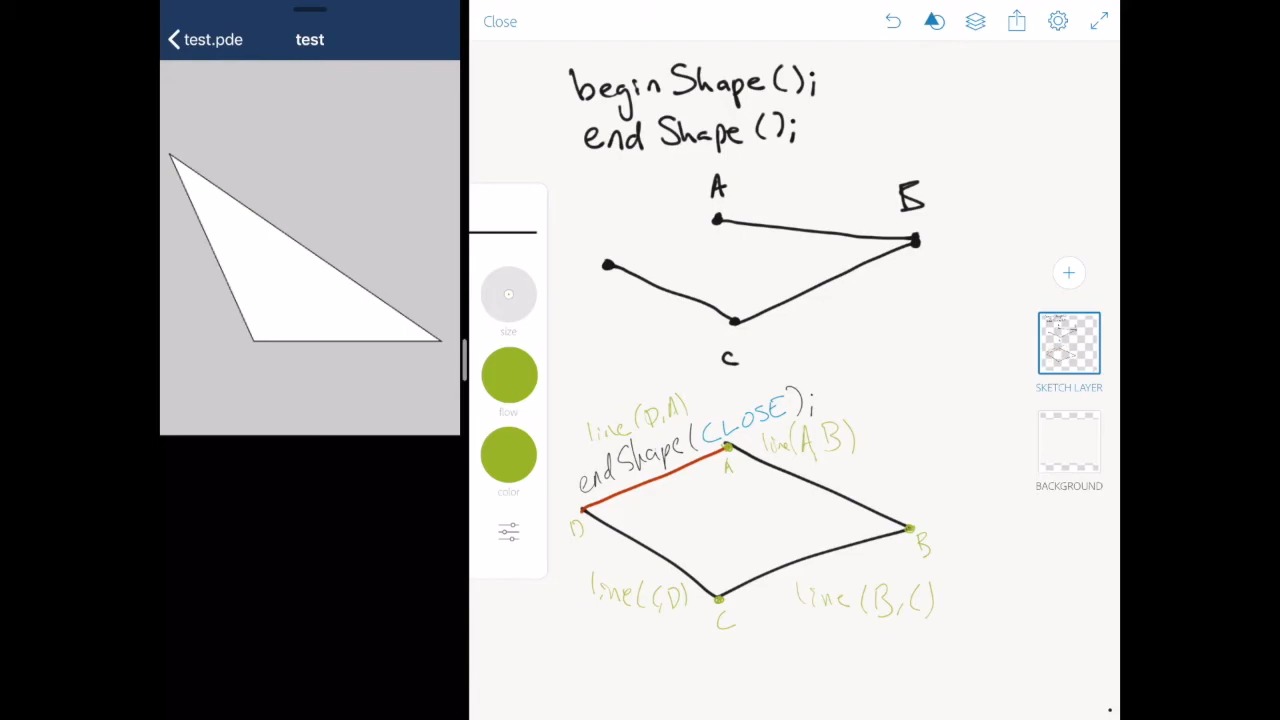 test.pde
test
Close
beginShape();
endShape();
A
B
C
size
flow
color
SKETCH LAYER
BACKGROUND
line(D,A)
endShape(CLOSE);
line(A,B)
A
D
B
line(C,D)
line(B,C)
C